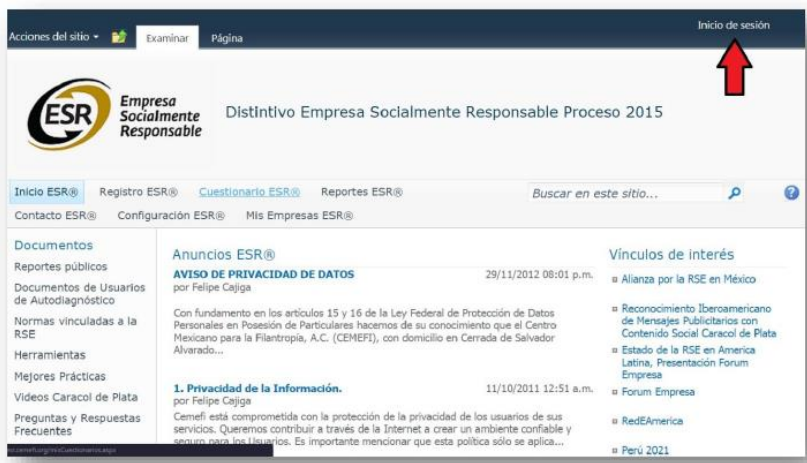 Inicio de sesión
Acciones del sitio
Examinar
Página
ESR
Empresa
Socialmente
Responsable
Distintivo Empresa Socialmente Responsable Proceso 2015
Inicio ESR®
Registro ESR®
Cuestionario ESR®
Reportes ESR®
Buscar en este sitio...
Contacto ESR®
Configuración ESR®
Mis Empresas ESR®
Documentos
Reportes públicos
Documentos de Usuarios
de Autodiagnóstico
Normas vinculadas a la
RSE
Herramientas
Mejores Prácticas
Videos Caracol de Plata
Preguntas y Respuestas
Frecuentes
Anuncios ESR®
AVISO DE PRIVACIDAD DE DATOS
29/11/2012 08:01 p.m.
por Felipe Cajiga
Con fundamento en los artículos 15 y 16 de la Ley Federal de Protección de Datos
Personales en Posesión de Particulares hacemos de su conocimiento que el Centro
Mexicano para la Filantropía, A.C. (CEMEFI), con domicilio en Cerrada de Salvador
Alvarado...
1. Privacidad de la Información.
11/10/2011 12:51 a.m.
por Felipe Cajiga
Cemefi está comprometida con la protección de la privacidad de los usuarios de sus
servicios. Queremos contribuir a través de la Internet a crear un ambiente confiable y
seguro para los Usuarios. Es importante mencionar que esta política sólo se aplica...
Vínculos de interés
Alianza por la RSE en México
Reconocimiento Iberoamericano
de Mensajes Publicitarios con
Contenido Social Caracol de Plata
Estado de la RSE en America
Latina, Presentación Forum
Empresa
Forum Empresa
RedEAmerica
Perú 2021